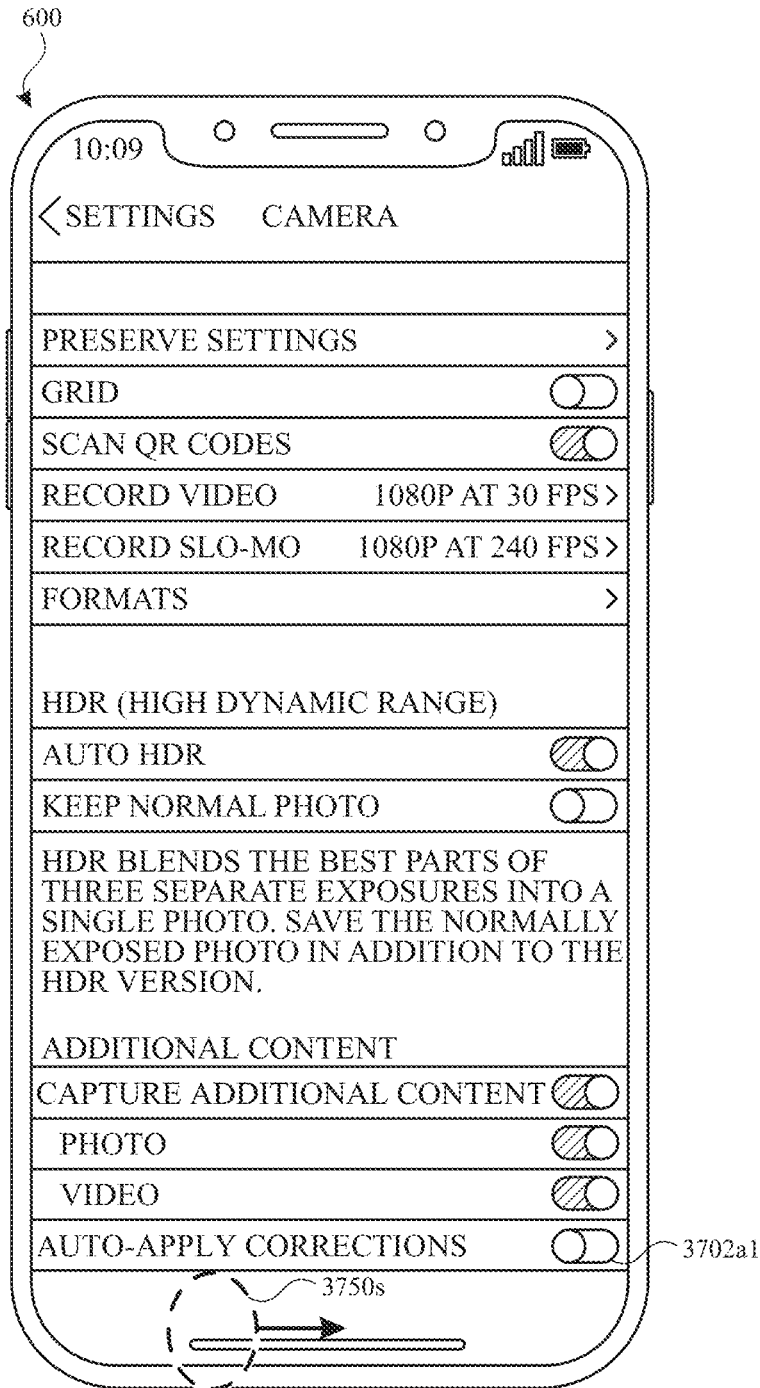 600
10:09
SETTINGS CAMERA
PRESERVE SETTINGS >
GRID
SCAN QR CODES
RECORD VIDEO 1080P AT 30 FPS >
RECORD SLO-MO 1080P AT 240 FPS >
FORMATS >
HDR (HIGH DYNAMIC RANGE)
AUTO HDR
KEEP NORMAL PHOTO
HDR BLENDS THE BEST PARTS OF
THREE SEPARATE EXPOSURES INTO A
SINGLE PHOTO. SAVE THE NORMALLY
EXPOSED PHOTO IN ADDITION TO THE
HDR VERSION.
ADDITIONAL CONTENT
CAPTURE ADDITIONAL CONTENT
PHOTO
VIDEO
AUTO-APPLY CORRECTIONS
3702a1
3750s